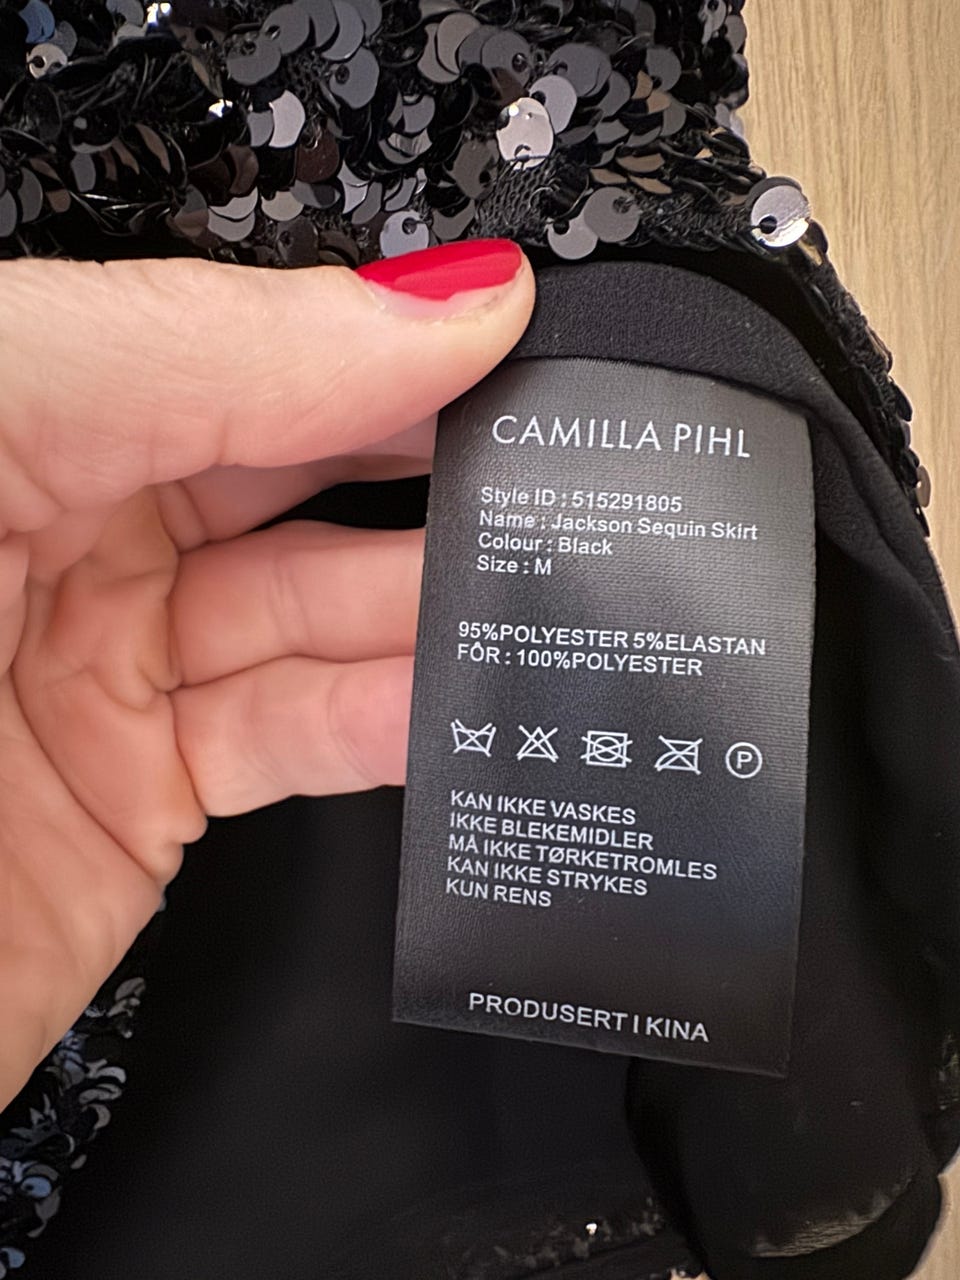 CAMILLA PIHL
Style ID : 515291805
Name : Jackson Sequin Skirt
Colour : Black
Size : M
95%POLYESTER 5%ELASTAN
FÔR : 100%POLYESTER
P
KAN IKKE VASKES
IKKE BLEKEMIDLER
MÅ IKKE TØRKETROMLES
KAN IKKE STRYKES
KUN RENS
PRODUSERT I KINA